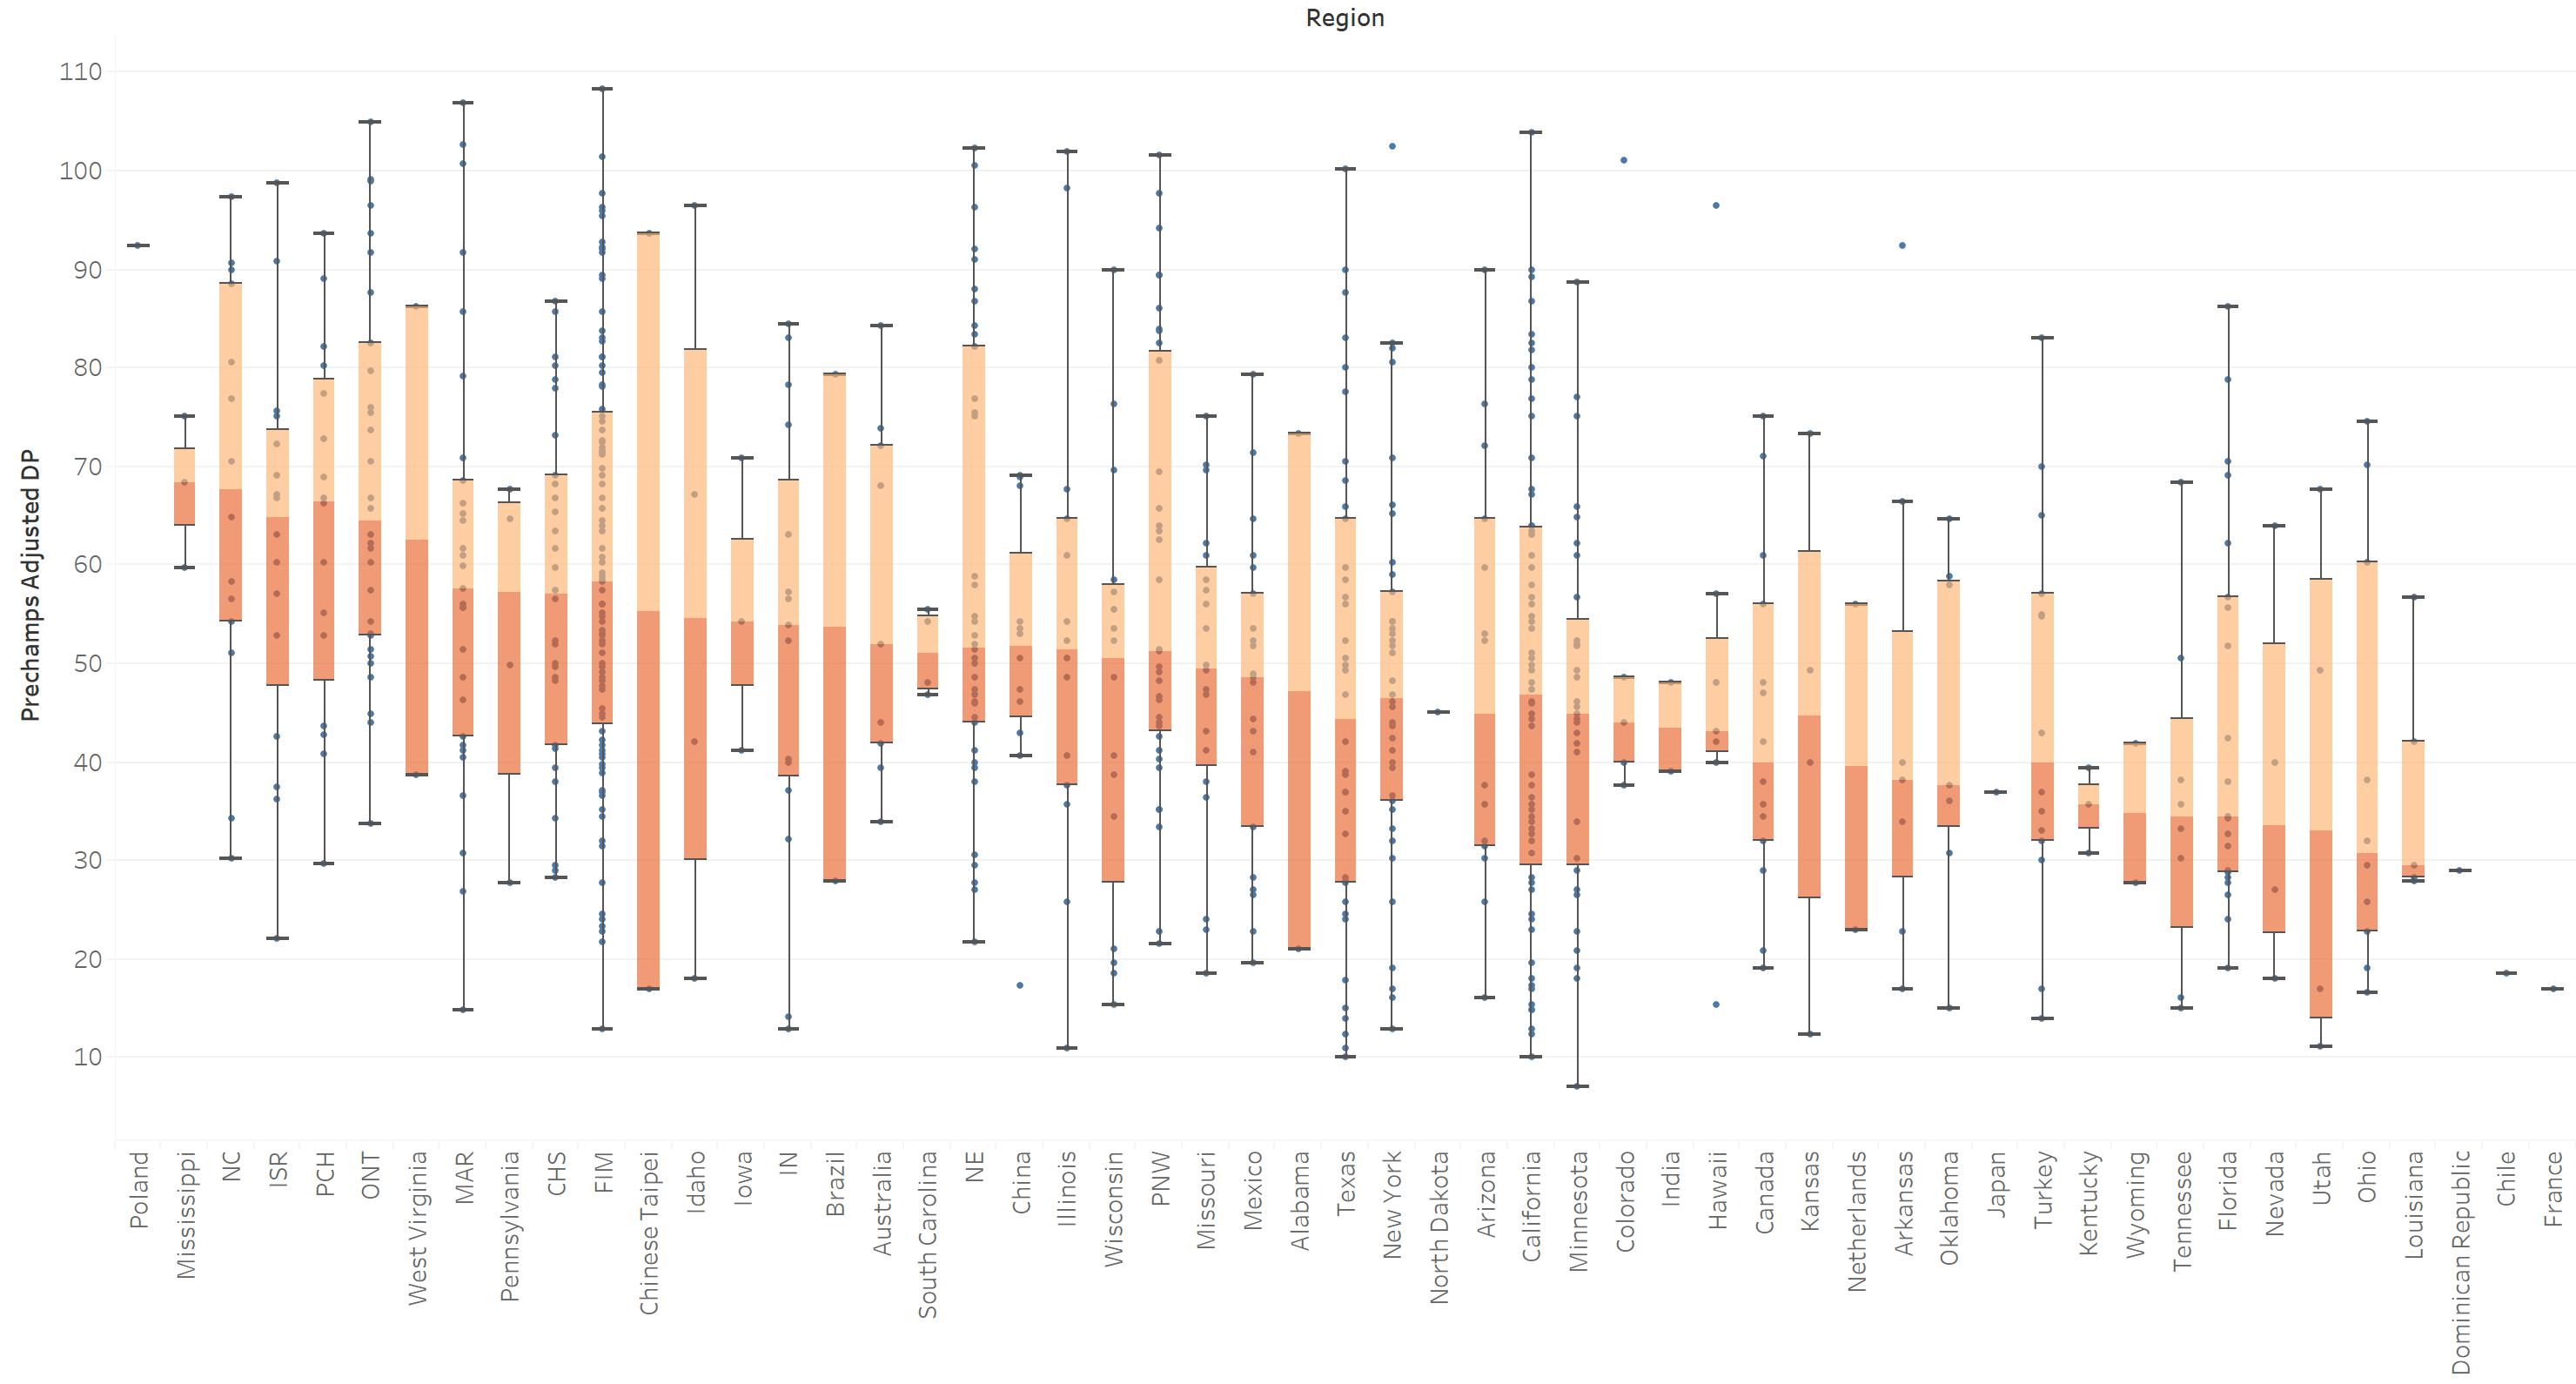 Region
Prechamps Adjusted DP
110
100
90
80
70
60
50
40
30
20
10
Poland
Mississippi
NC
ISR
PCH
ONT
West Virginia
MAR
Pennsylvania
CHS
FIM
Chinese Taipei
Idaho
Iowa
IN
Brazil
Australia
South Carolina
NE
China
Illinois
Wisconsin
PNW
Missouri
Mexico
Alabama
Texas
New York
North Dakota
Arizona
California
Minnesota
Colorado
India
Hawaii
Canada
Kansas
Netherlands
Arkansas
Oklahoma
Japan
Turkey
Kentucky
Wyoming
Tennessee
Florida
Nevada
Utah
Ohio
Louisiana
Dominican Republic
Chile
France